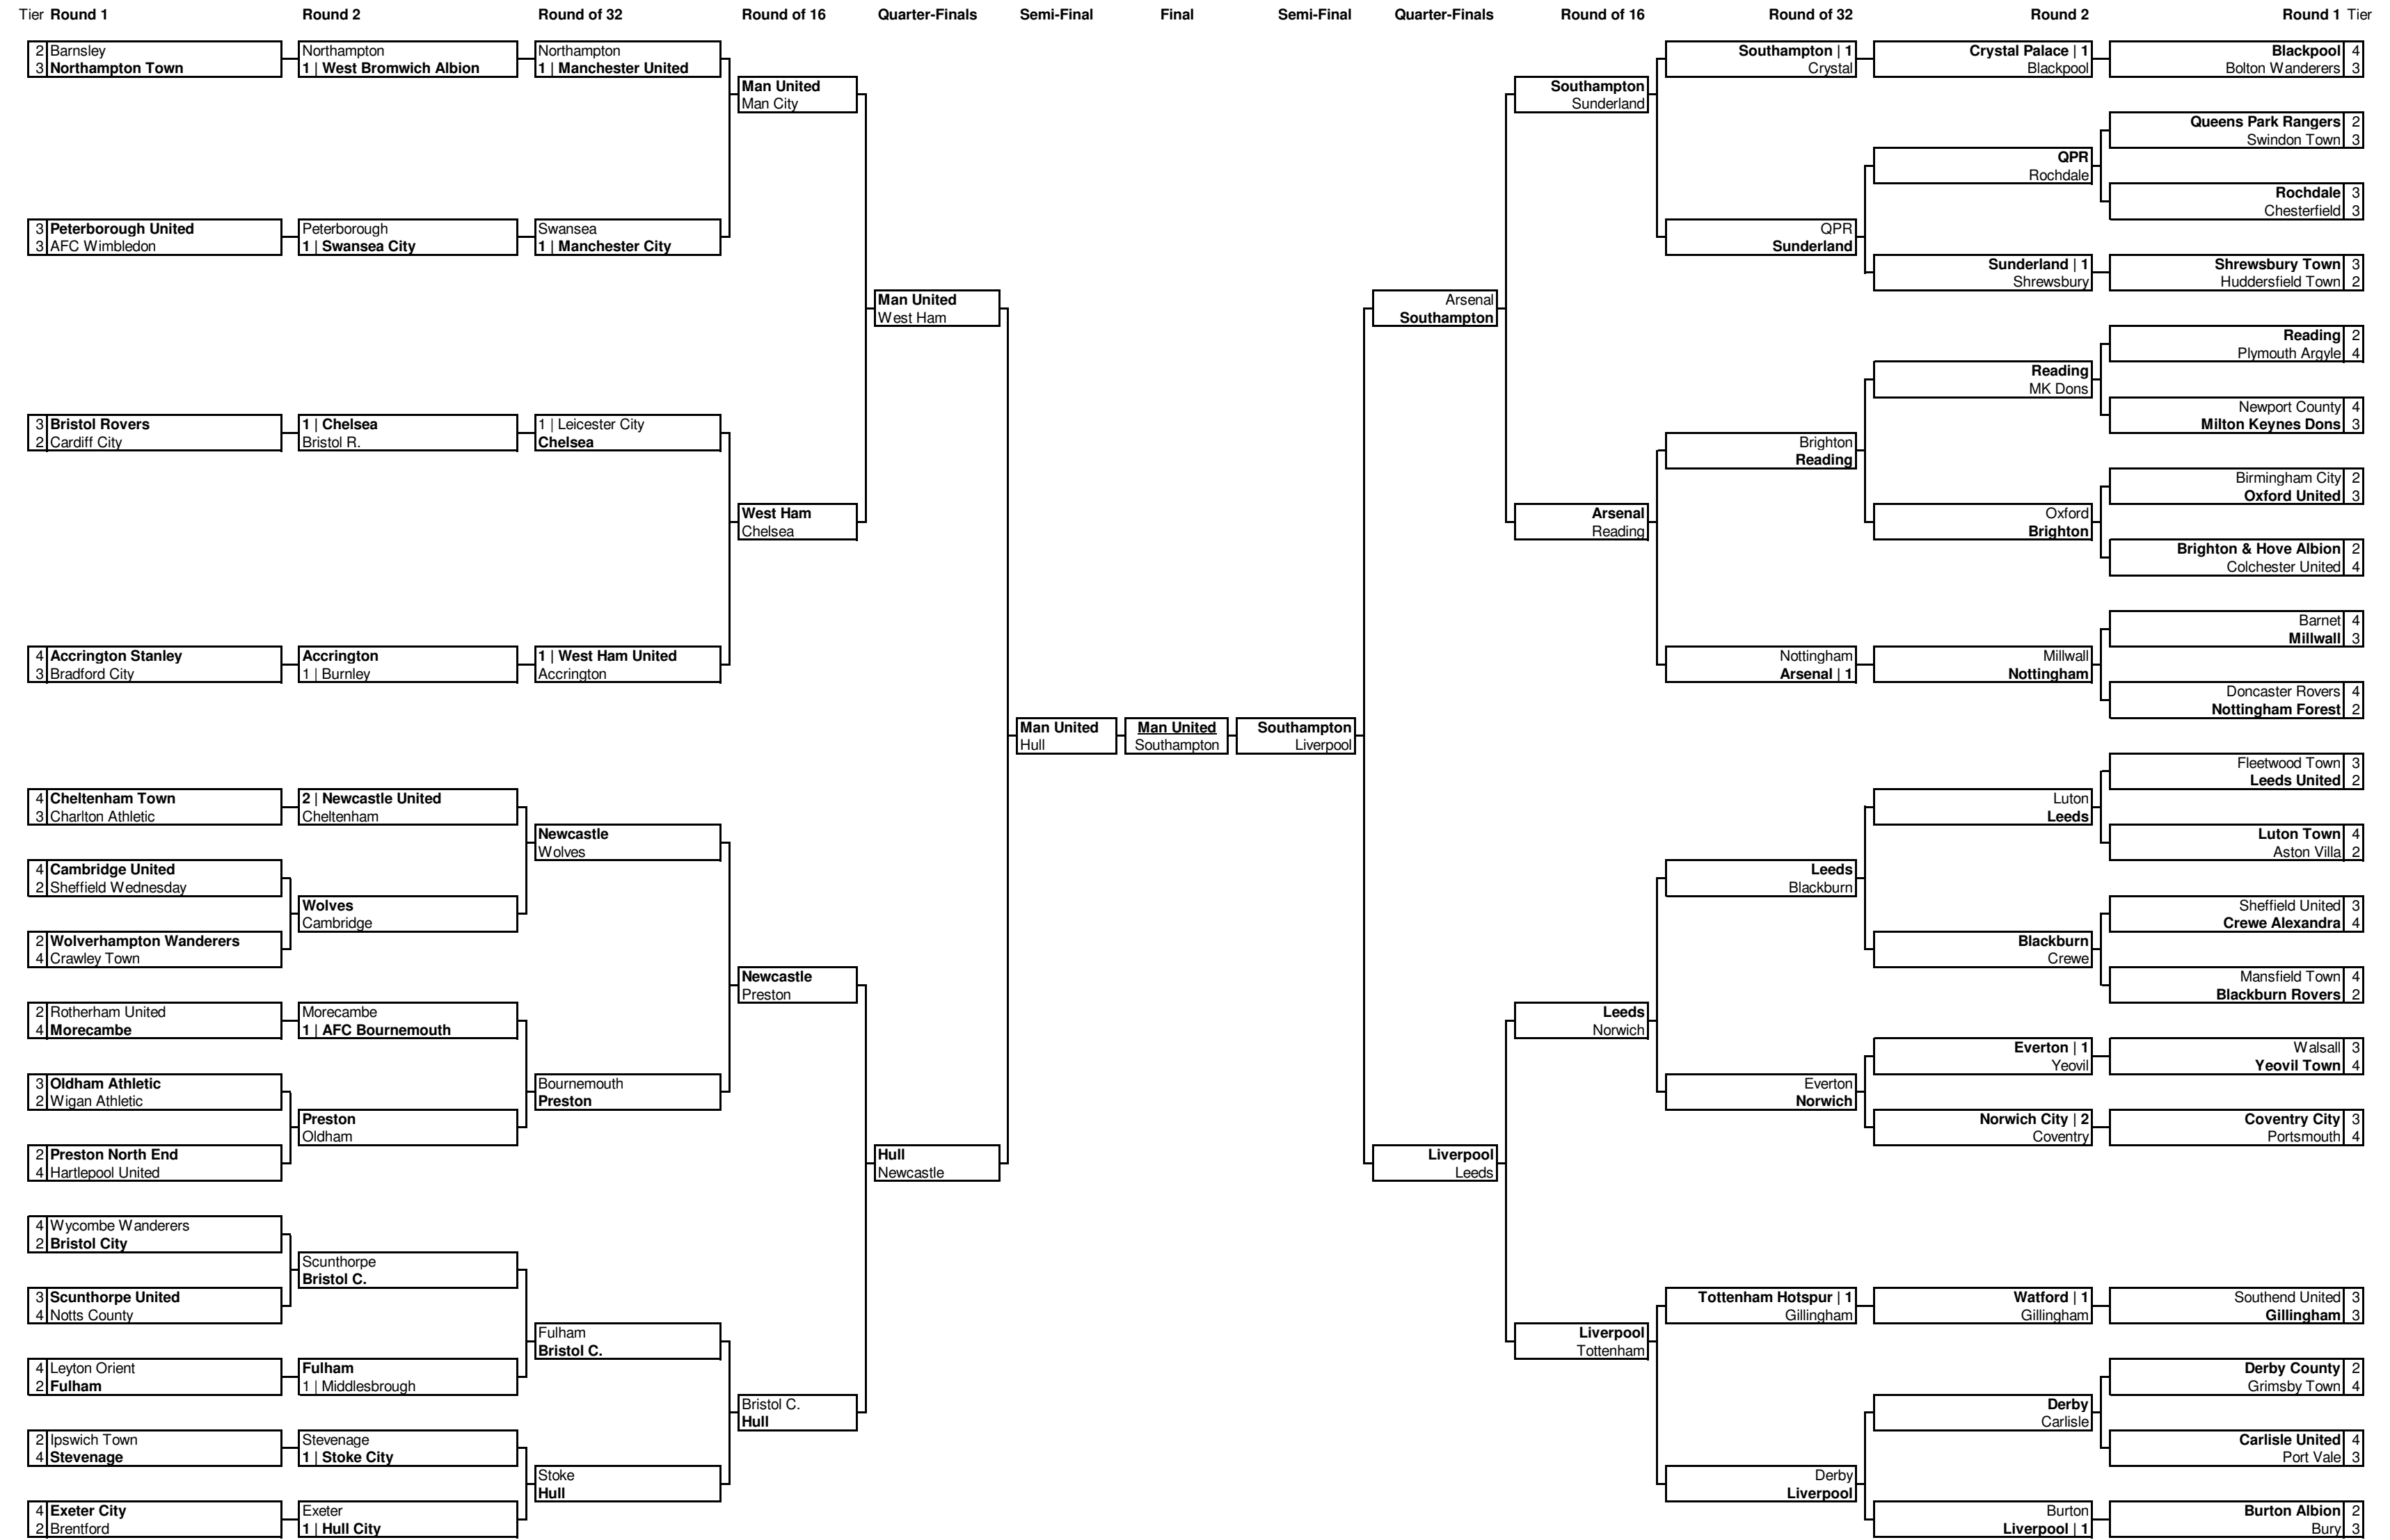 Tier Round 1
2 Barnsley
3 Northampton Town
3 Peterborough United
3 AFC Wimbledon
3 Bristol Rovers
2 Cardiff City
4 Accrington Stanley
3 Bradford City
4 Cheltenham Town
3 Charlton Athletic
4 Cambridge United
2 Sheffield Wednesday
2 Wolverhampton Wanderers
4 Crawley Town
2 Rotherham United
4 Morecambe
3 Oldham Athletic
2 Wigan Athletic
2 Preston North End
4 Hartlepool United
4 Wycombe Wanderers
2 Bristol City
3 Scunthorpe United
4 Notts County
4 Leyton Orient
2 Fulham
2 Ipswich Town
4 Stevenage
4 Exeter City
2 Brentford
Round 2
Northampton
1 | West Bromwich Albion
Peterborough
1 | Swansea City
1 | Chelsea
Bristol R.
Accrington
1 | Burnley
2 | Newcastle United
Cheltenham
Wolves
Cambridge
Morecambe
1 | AFC Bournemouth
Preston
Oldham
Scunthorpe
Bristol C.
Fulham
1 | Middlesbrough
Stevenage
1 | Stoke City
Exeter
1 | Hull City
Round of 32
Northampton
1 | Manchester United
Swansea
1 | Manchester City
1 | Leicester City
Chelsea
1 | West Ham United
Accrington
Newcastle
Wolves
Bournemouth
Preston
Fulham
Bristol C.
Stoke
Hull
Round of 16
Man United
Man City
West Ham
Chelsea
Newcastle
Preston
Bristol C.
Hull
Quarter-Finals
Man United
West Ham
Hull
Newcastle
Semi-Final
Man United
Hull
Final
Man United
Southampton
Semi-Final
Southampton
Liverpool
Quarter-Finals
Arsenal
Southampton
Liverpool
Leeds
Round of 16
Southampton
Sunderland
Arsenal
Reading
Leeds
Norwich
Liverpool
Tottenham
Round of 32
Southampton | 1
Crystal
QPR
Sunderland
Brighton
Reading
Nottingham
Arsenal | 1
Leeds
Blackburn
Everton
Norwich
Tottenham Hotspur | 1
Gillingham
Derby
Liverpool
Round 2
Crystal Palace | 1
Blackpool
QPR
Rochdale
Sunderland | 1
Shrewsbury
Reading
MK Dons
Oxford
Brighton
Millwall
Nottingham
Luton
Leeds
Blackburn
Crewe
Everton | 1
Yeovil
Norwich City | 2
Coventry
Watford | 1
Gillingham
Derby
Carlisle
Burton
Liverpool | 1
Round 1 Tier
Blackpool 4
Bolton Wanderers 3
Queens Park Rangers 2
Swindon Town 3
Rochdale 3
Chesterfield 3
Shrewsbury Town 3
Huddersfield Town 2
Reading 2
Plymouth Argyle 4
Newport County 4
Milton Keynes Dons 3
Birmingham City 2
Oxford United 3
Brighton & Hove Albion 2
Colchester United 4
Barnet 4
Millwall 3
Doncaster Rovers 4
Nottingham Forest 2
Fleetwood Town 3
Leeds United 2
Luton Town 4
Aston Villa 2
Sheffield United 3
Crewe Alexandra 4
Mansfield Town 4
Blackburn Rovers 2
Walsall 3
Yeovil Town 4
Coventry City 3
Portsmouth 4
Southend United 3
Gillingham 3
Derby County 2
Grimsby Town 4
Carlisle United 4
Port Vale 3
Burton Albion 2
Bury 3